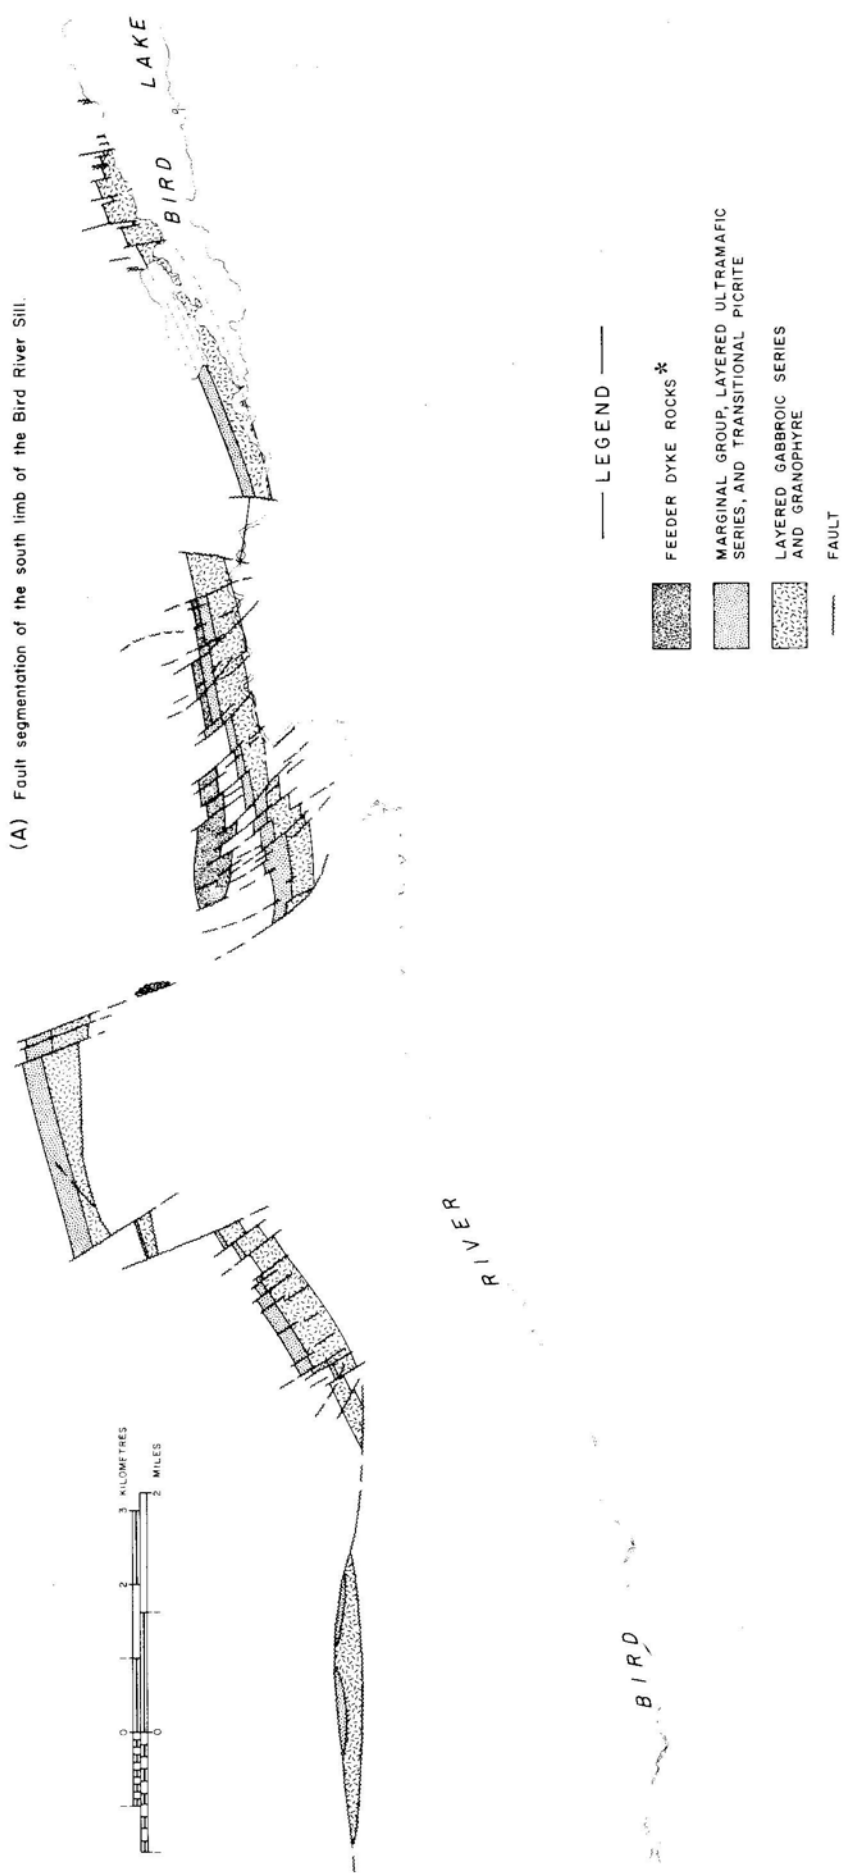 (A) Fault segmentation of the south limb of the Bird River Sill.
BIRD LAKE
3 KILOMETRES
2 MILES
1 0 1 2
1 0 1
RIVER
BIRD
LEGEND
FEEDER DYKE ROCKS*
MARGINAL GROUP, LAYERED ULTRAMAFIC
SERIES, AND TRANSITIONAL PICRITE
LAYERED GABBROIC SERIES
AND GRANOPHYRE
FAULT